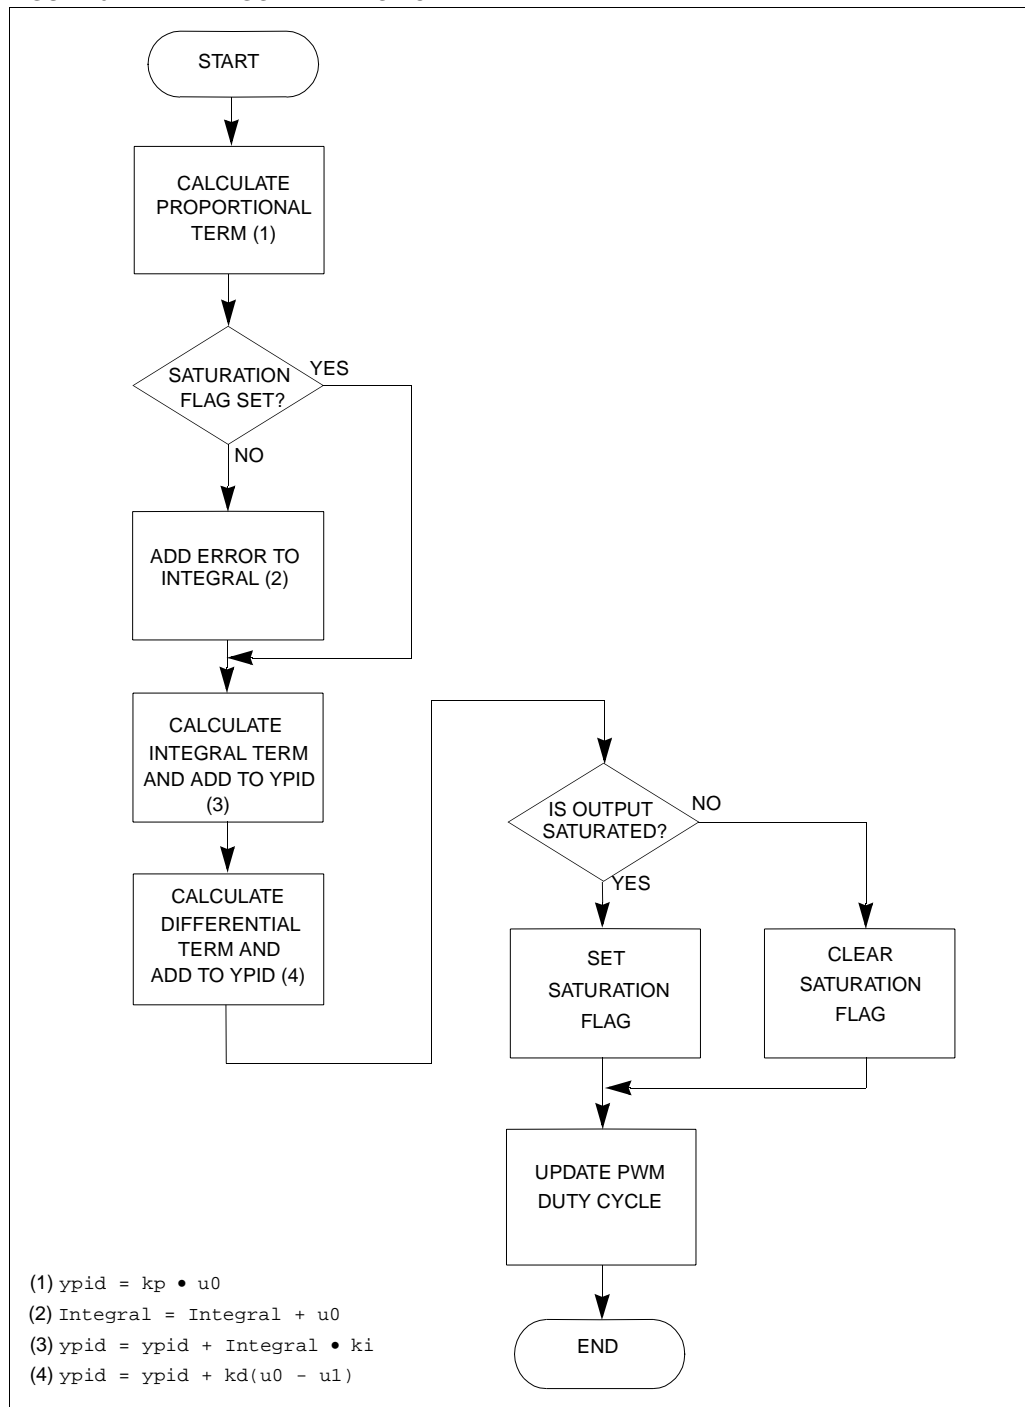 START
CALCULATE
PROPORTIONAL
TERM (1)
SATURATION
FLAG SET?
YES
NO
ADD ERROR TO
INTEGRAL (2)
CALCULATE
INTEGRAL TERM
AND ADD TO YPID
(3)
CALCULATE
DIFFERENTIAL
TERM AND
ADD TO YPID (4)
IS OUTPUT
SATURATED?
NO
YES
SET
SATURATION
FLAG
CLEAR
SATURATION
FLAG
UPDATE PWM
DUTY CYCLE
END
(1) ypid = kp • u0
(2) Integral = Integral + u0
(3) ypid = ypid + Integral • ki
(4) ypid = ypid + kd(u0 - u1)